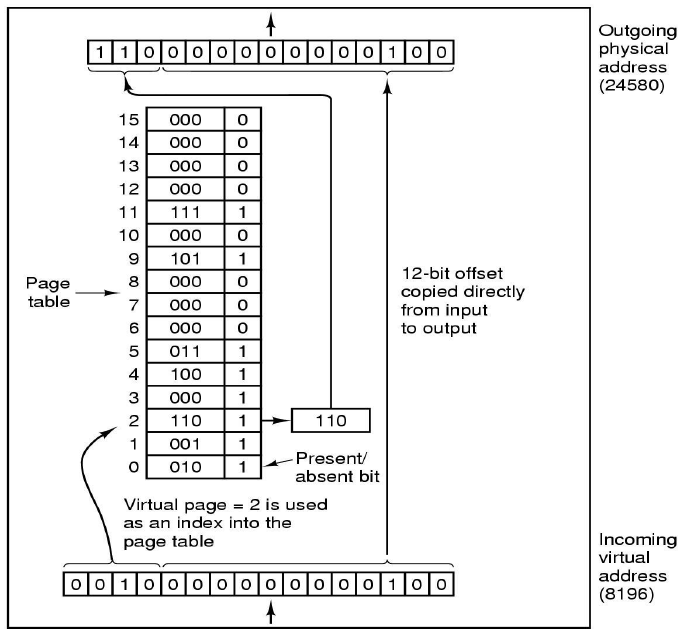 1 1 0 0 0 0 0 0 0 0 0 0 1 0 0
Outgoing
physical
address
(24580)
15 000 0
14 000 0
13 000 0
12 000 0
11 111 1
10 000 0
9 101 1
8 000 0
7 000 0
6 000 0
5 011 1
4 100 1
3 000 1
2 110 1
1 001 1
0 010 1
Page
table
110
12-bit offset
copied directly
from input
to output
Present/
absent bit
Virtual page = 2 is used
as an index into the
page table
0 0 1 0 0 0 0 0 0 0 0 0 0 1 0 0
Incoming
virtual
address
(8196)